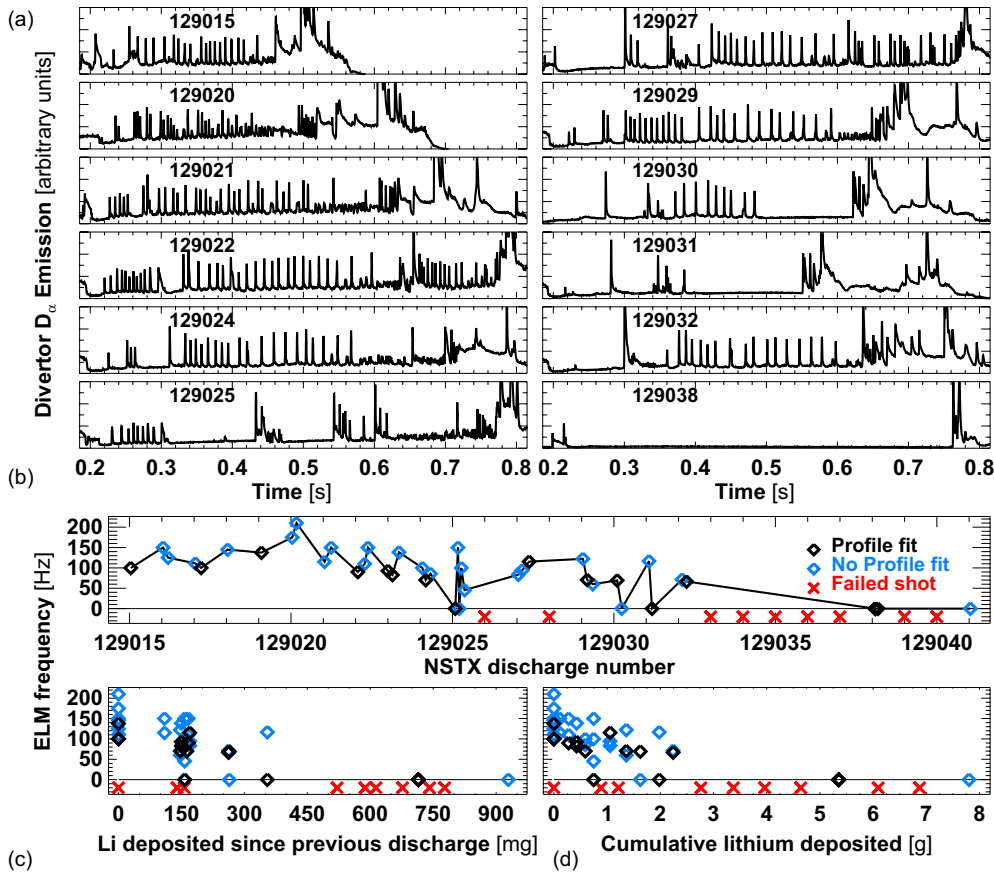 (a)
129015
129027
129020
129029
129021
129030
129022
129031
129024
129032
129025
129038
Divertor Dα Emission [arbitrary units]
0.2 0.3 0.4 0.5 0.6 0.7 0.8
0.2 0.3 0.4 0.5 0.6 0.7 0.8
Time [s]
Time [s]
(b)
200
150
100
50
0
Profile fit
No Profile fit
Failed shot
129015 129020 129025 129030 129035 129040
NSTX discharge number
ELM frequency [Hz]
200
150
100
50
0
0 150 300 450 600 750 900
0 1 2 3 4 5 6 7 8
Li deposited since previous discharge [mg]
Cumulative lithium deposited [g]
(c)
(d)